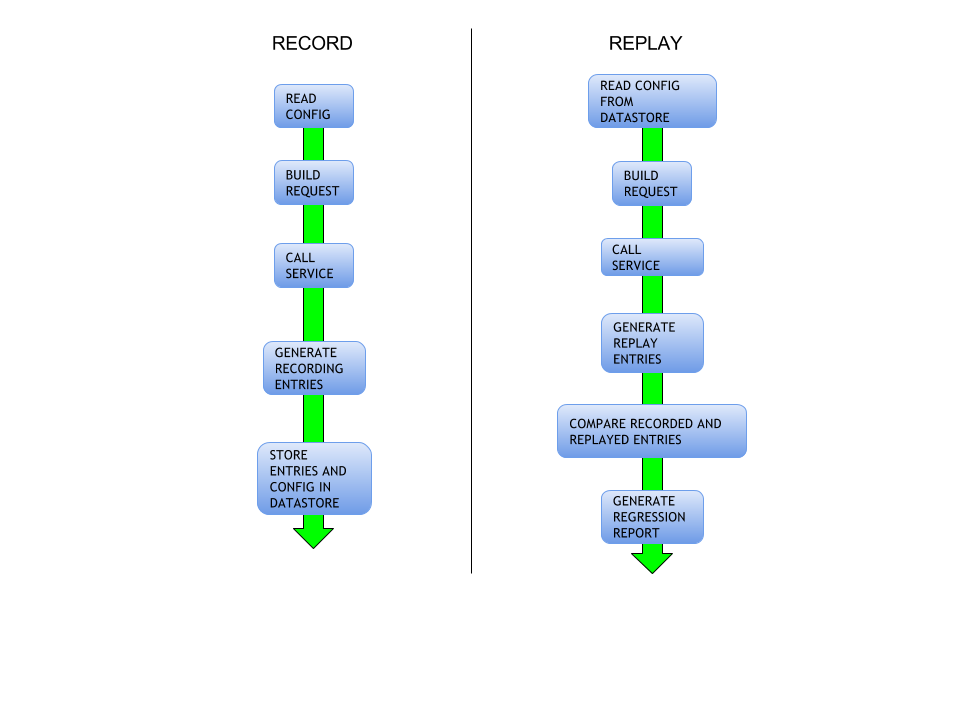 RECORD
READ
CONFIG
BUILD
REQUEST
CALL
SERVICE
GENERATE
RECORDING
ENTRIES
STORE
ENTRIES AND
CONFIG IN
DATASTORE
REPLAY
READ CONFIG
FROM
DATASTORE
BUILD
REQUEST
CALL
SERVICE
GENERATE
REPLAY
ENTRIES
COMPARE RECORDED AND
REPLAYED ENTRIES
GENERATE
REGRESSION
REPORT